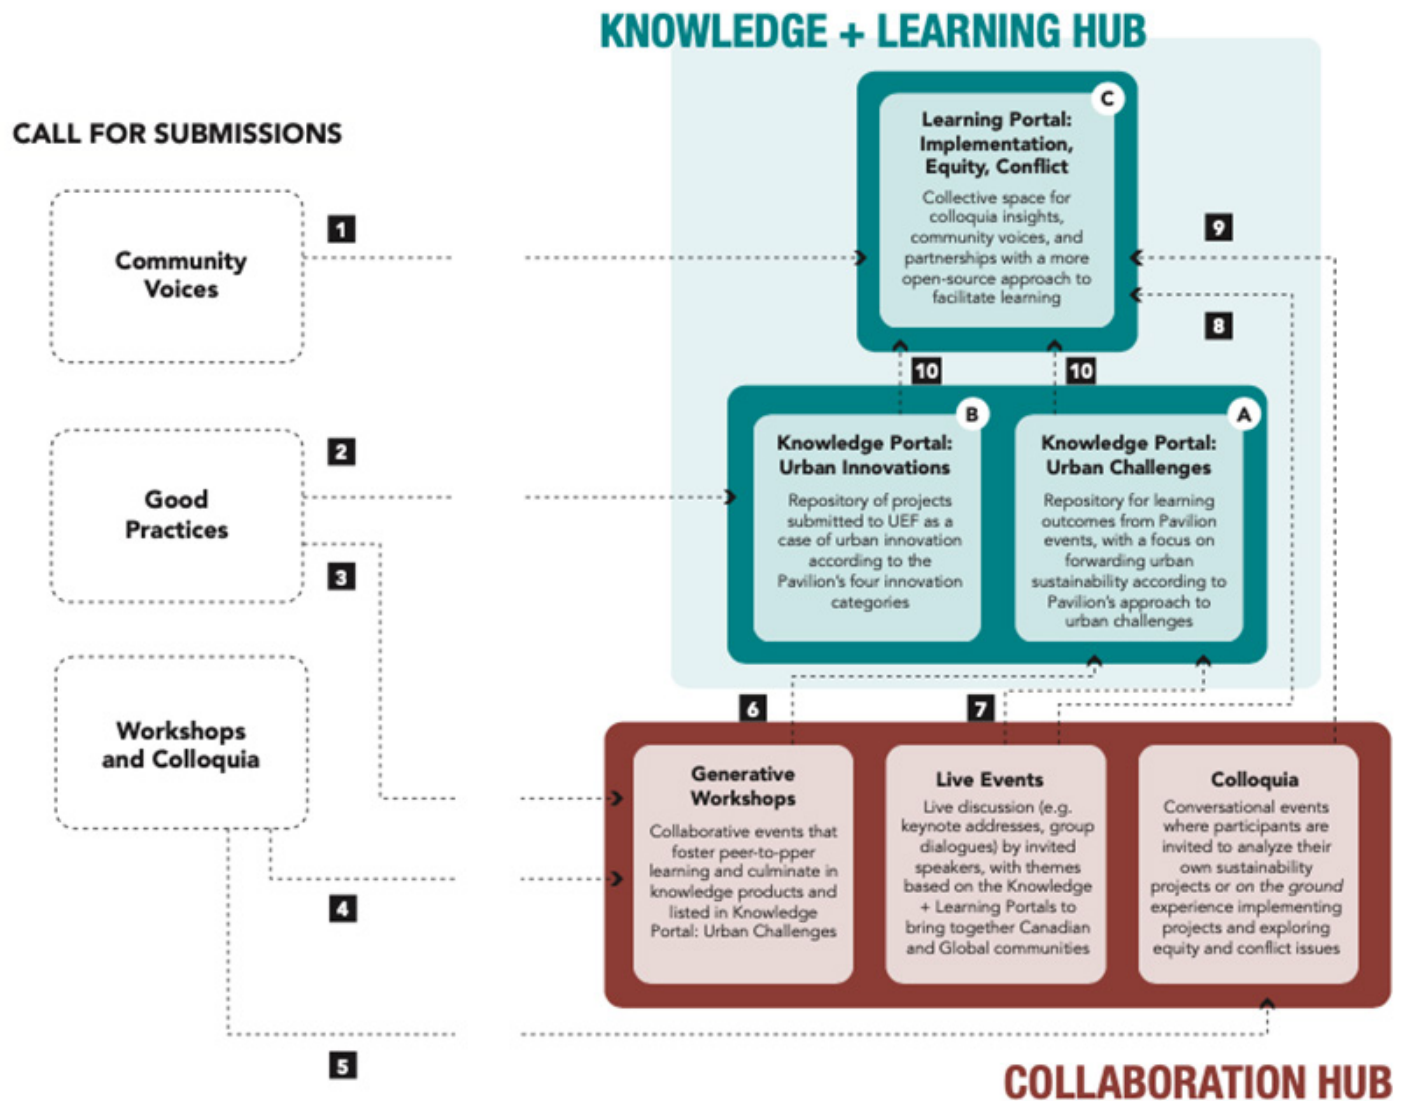 KNOWLEDGE + LEARNING HUB
CALL FOR SUBMISSIONS
Community
Voices
1
Good
Practices
2
3
Workshops
and Colloquia
4
5
C
Learning Portal:
Implementation,
Equity, Conflict
Collective space for
colloquia insights,
community voices, and
partnerships with a more
open-source approach to
facilitate learning
9
8
10
10
B
Knowledge Portal:
Urban Innovations
Repository of projects
submitted to UEF as a
case of urban innovation
according to the
Pavilion's four innovation
categories
A
Knowledge Portal:
Urban Challenges
Repository for learning
outcomes from Pavilion
events, with a focus on
forwarding urban
sustainability according to
Pavilion's approach to
urban challenges
6
7
Generative
Workshops
Collaborative events that
foster peer-to-pper
learning and culminate in
knowledge products and
listed in Knowledge
Portal: Urban Challenges
Live Events
Live discussion (e.g.
keynote addresses, group
dialogues) by invited
speakers, with themes
based on the Knowledge
+ Learning Portals to
bring together Canadian
and Global communities
Colloquia
Conversational events
where participants are
invited to analyze their
own sustainability
projects or on the ground
experience implementing
projects and exploring
equity and conflict issues
COLLABORATION HUB